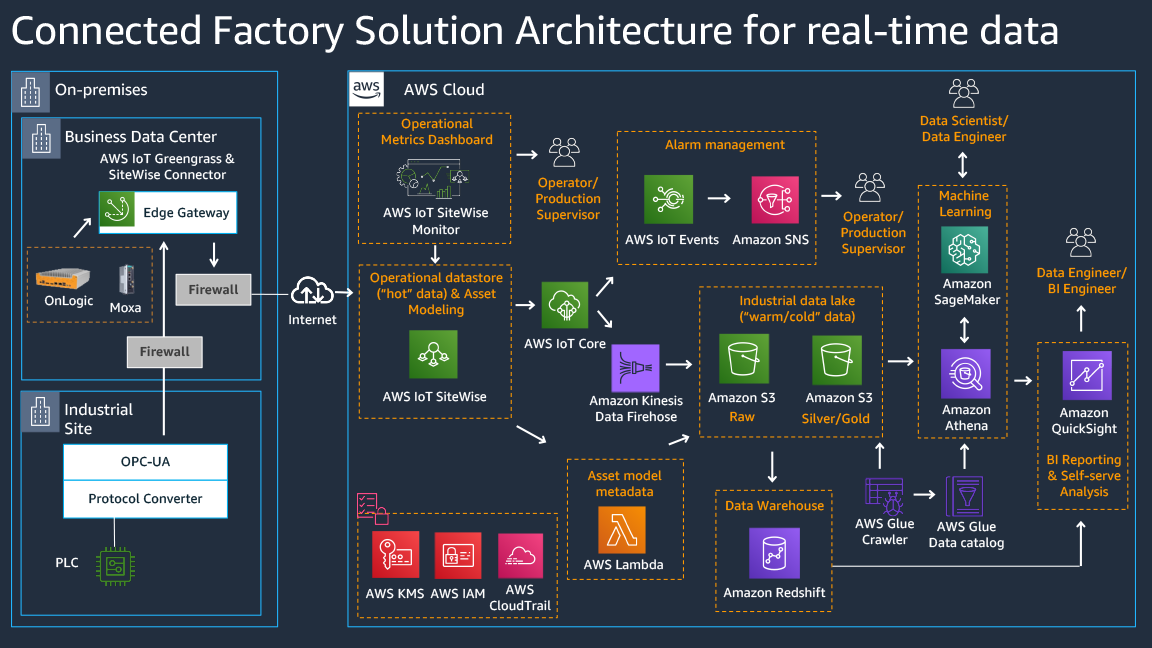 Connected Factory Solution Architecture for real-time data
On-premises
Business Data Center
AWS IoT Greengrass &
SiteWise Connector
Edge Gateway
OnLogic
Moxa
Firewall
Firewall
Industrial
Site
OPC-UA
Protocol Converter
PLC
Internet
aws
AWS Cloud
Operational
Metrics Dashboard
AWS IoT SiteWise
Monitor
Operator/
Production
Supervisor
Operational datastore
("hot" data) & Asset
Modeling
AWS IoT SiteWise
AWS IoT Core
Alarm management
AWS IoT Events
Amazon SNS
Operator/
Production
Supervisor
Amazon Kinesis
Data Firehose
Industrial data lake
("warm/cold" data)
Amazon S3
Raw
Amazon S3
Silver/Gold
Data Scientist/
Data Engineer
Machine
Learning
Amazon
SageMaker
Amazon
Athena
Data Engineer/
BI Engineer
Amazon
QuickSight
BI Reporting
& Self-serve
Analysis
Asset model
metadata
AWS Lambda
Data Warehouse
Amazon Redshift
AWS Glue
Crawler
AWS Glue
Data catalog
AWS KMS
AWS IAM
AWS
CloudTrail